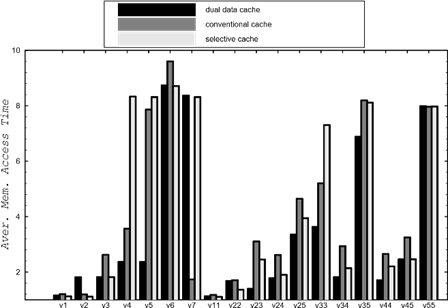 dual data cache
conventional cache
selective cache
10
8
6
4
2
Aver. Mem. Access Time
v1 v2 v3 v4 v5 v6 v7 v11 v22 v23 v24 v25 v33 v34 v35 v44 v45 v55